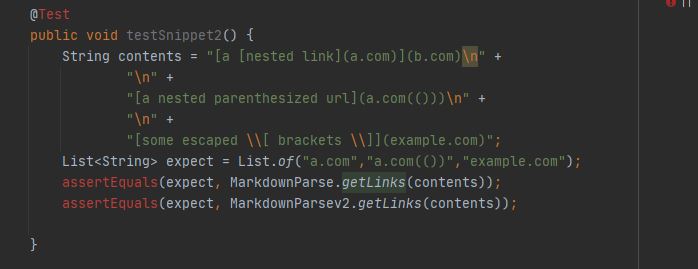 @Test
public void testSnippet2() {
    String contents = "[a [nested link](a.com)](b.com)\n" +
            "\n" +
            "[a nested parenthesized url](a.com(()))\n" +
            "\n" +
            "[some escaped \\[ brackets \\]](example.com)";
    List<String> expect = List.of("a.com","a.com(())","example.com");
    assertEquals(expect, MarkdownParse.getLinks(contents));
    assertEquals(expect, MarkdownParsev2.getLinks(contents));
}